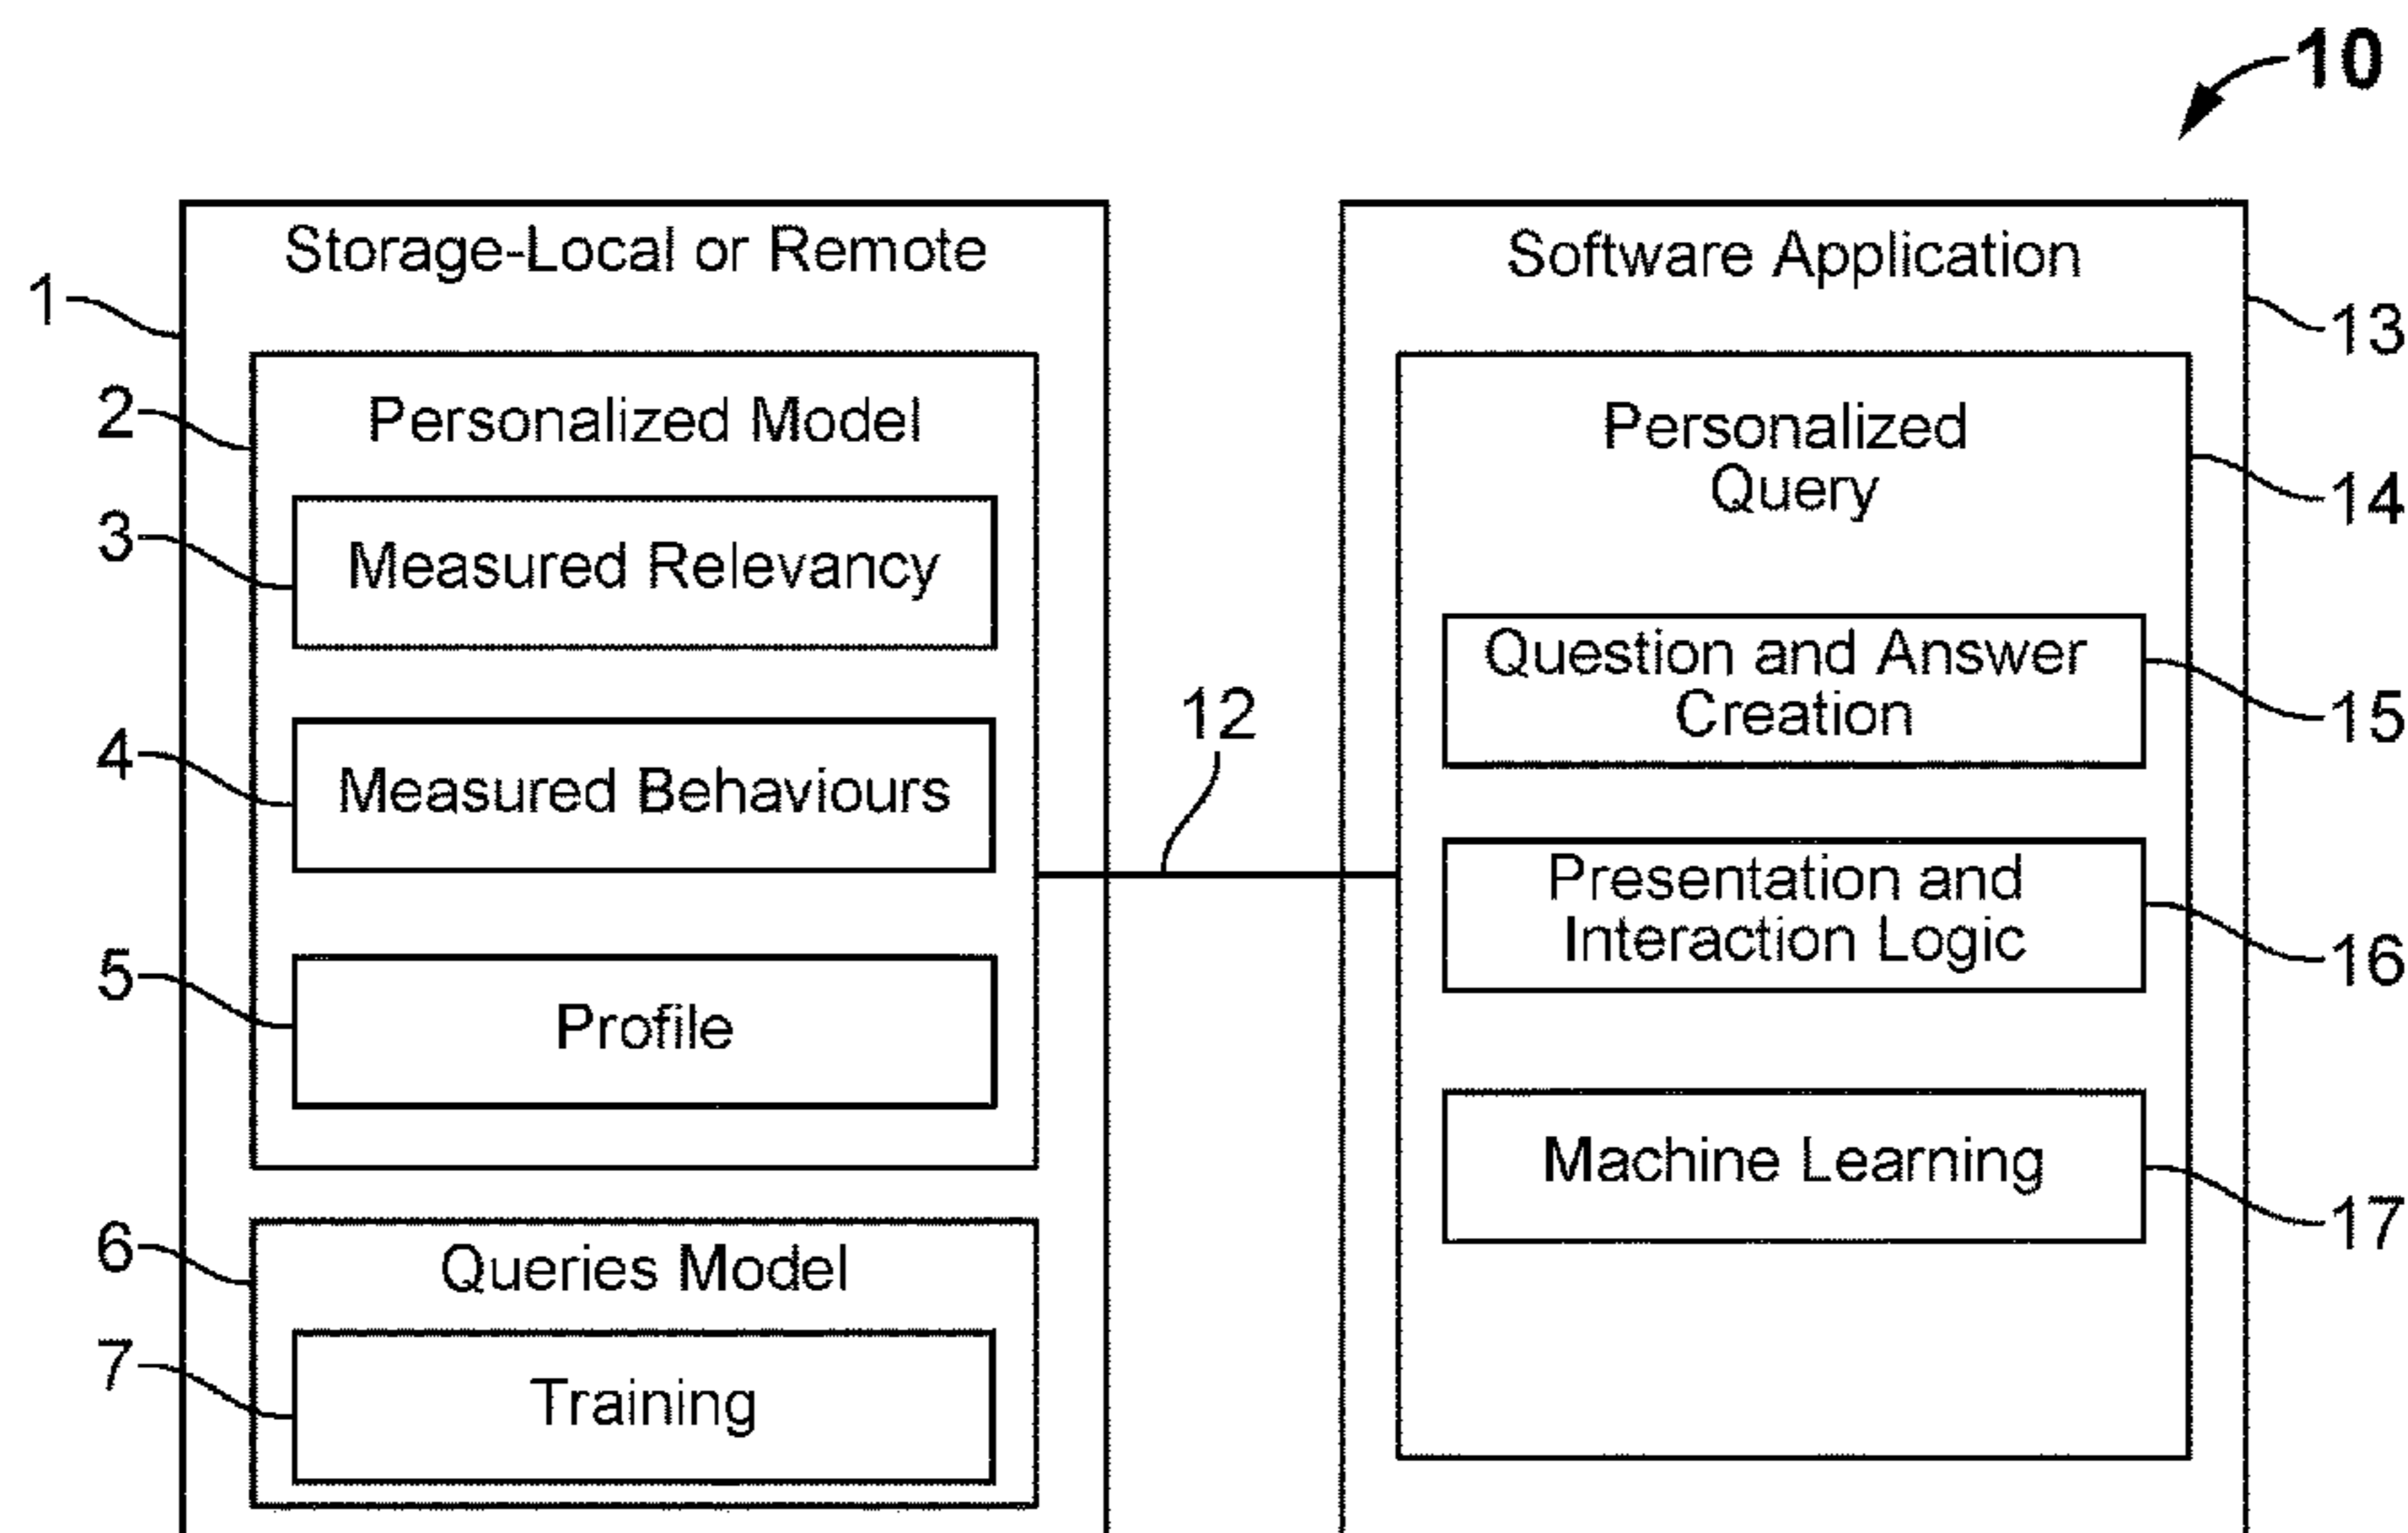 10
Storage-Local or Remote
1
Personalized Model
2
Measured Relevancy
3
Measured Behaviours
4
Profile
5
Queries Model
6
Training
7
12
Software Application
13
Personalized
Query
14
Question and Answer
Creation
15
Presentation and
Interaction Logic
16
Machine Learning
17